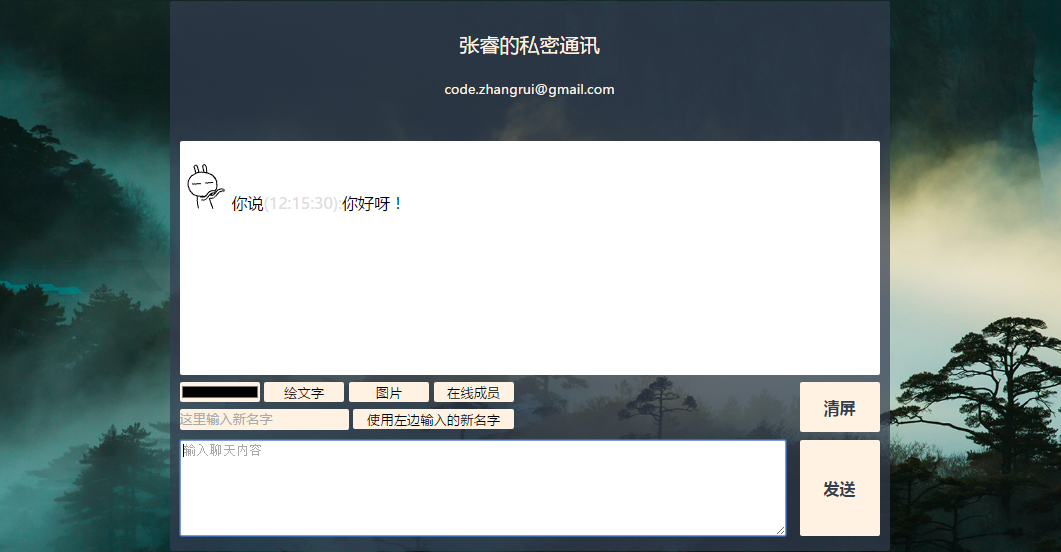 张睿的私密通讯
code.zhangrui@gmail.com
你说(12:15:30):你好呀！
绘文字 图片 在线成员
清屏
这里输入新名字 使用左边输入的新名字
输入聊天内容
发送